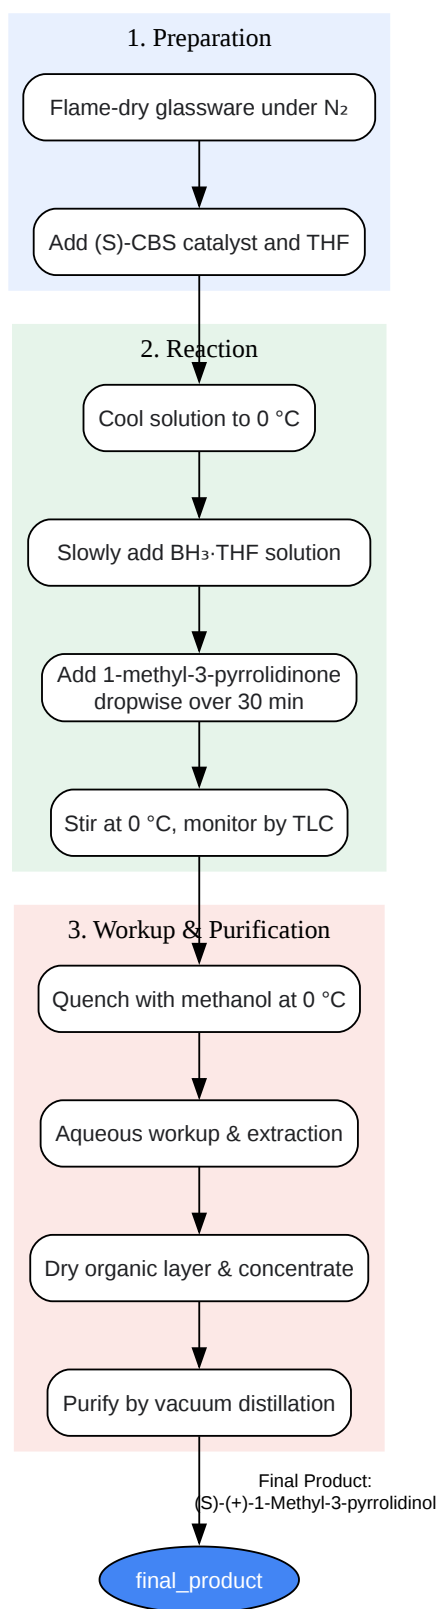 1. Preparation
Flame-dry glassware under N₂
Add (S)-CBS catalyst and THF
2. Reaction
Cool solution to 0 °C
Slowly add BH₃·THF solution
Add 1-methyl-3-pyrrolidinone
dropwise over 30 min
Stir at 0 °C, monitor by TLC
3. Workup & Purification
Quench with methanol at 0 °C
Aqueous workup & extraction
Dry organic layer & concentrate
Purify by vacuum distillation
Final Product:
(S)-(+)-1-Methyl-3-pyrrolidinol
final_product